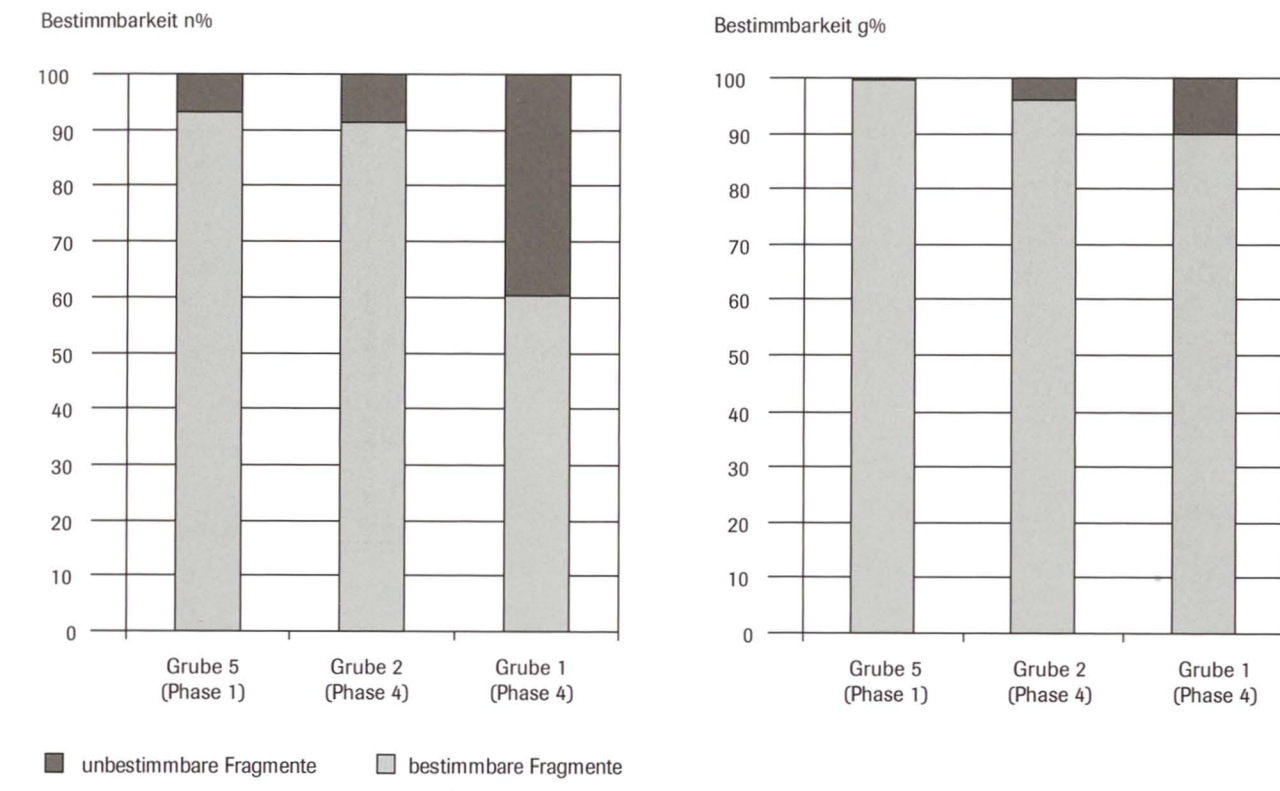 Bestimmbarkeit n%
100
90
80
70
60
50
40
30
20
10
0
Grube 5
(Phase 1)
Grube 2
(Phase 4)
Grube 1
(Phase 4)
Bestimmbarkeit g%
100
90
80
70
60
50
40
30
20
10
0
Grube 5
(Phase 1)
Grube 2
(Phase 4)
Grube 1
(Phase 4)
unbestimmbare Fragmente
bestimmbare Fragmente